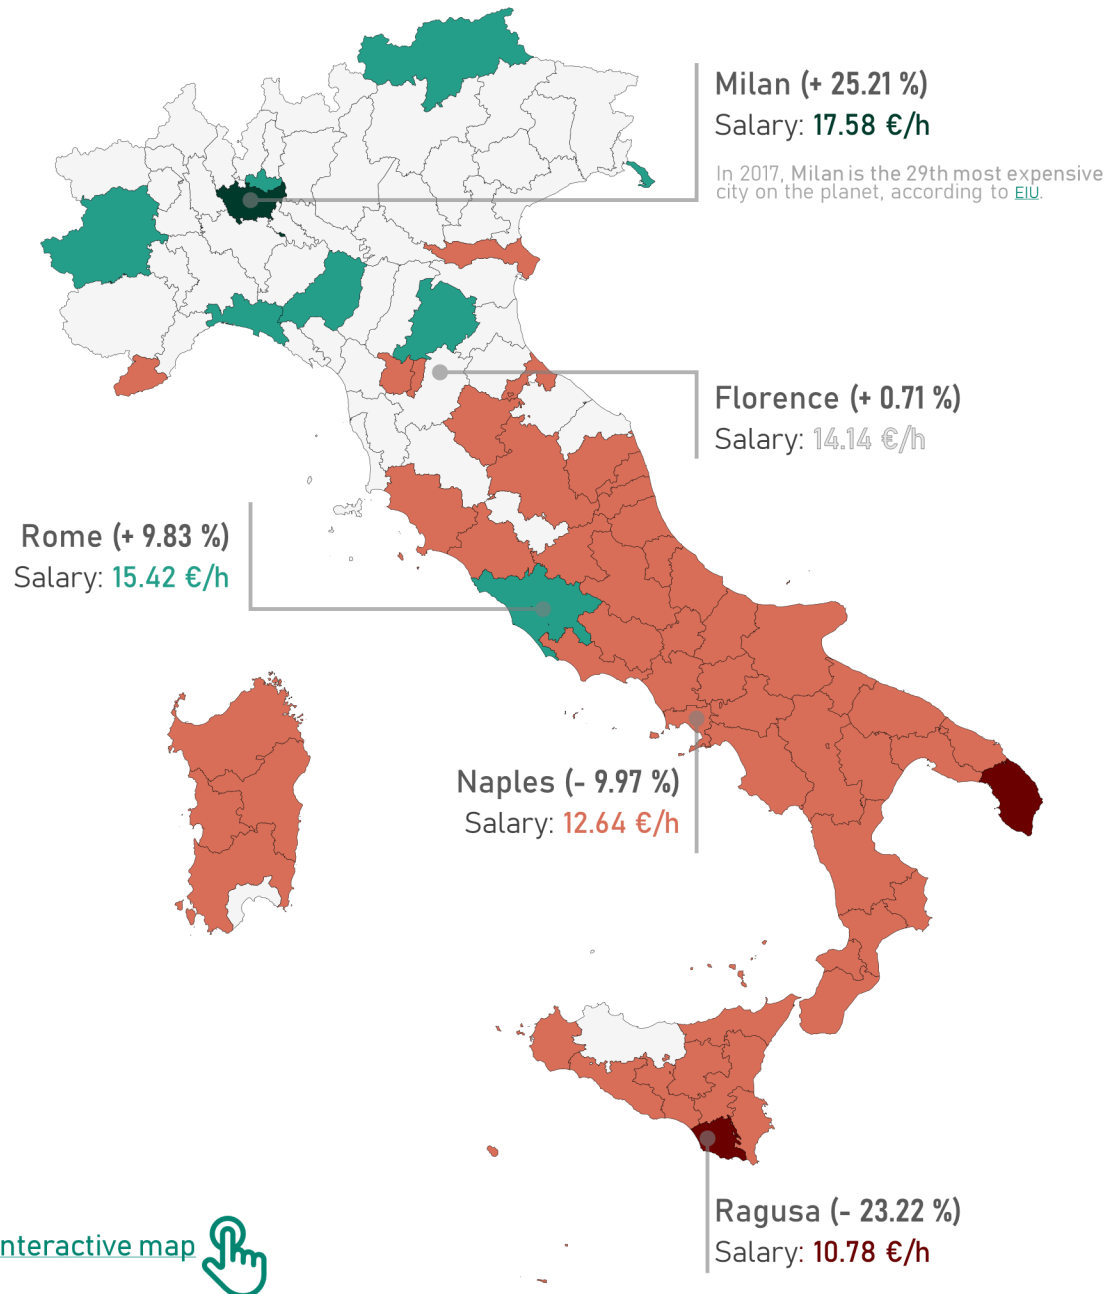 Milan (+ 25.21 %)
Salary: 17.58 €/h
In 2017, Milan is the 29th most expensive
city on the planet, according to EIU.
Florence (+ 0.71 %)
Salary: 14.14 €/h
Rome (+ 9.83 %)
Salary: 15.42 €/h
Naples (- 9.97 %)
Salary: 12.64 €/h
Ragusa (- 23.22 %)
Salary: 10.78 €/h
nteractive map